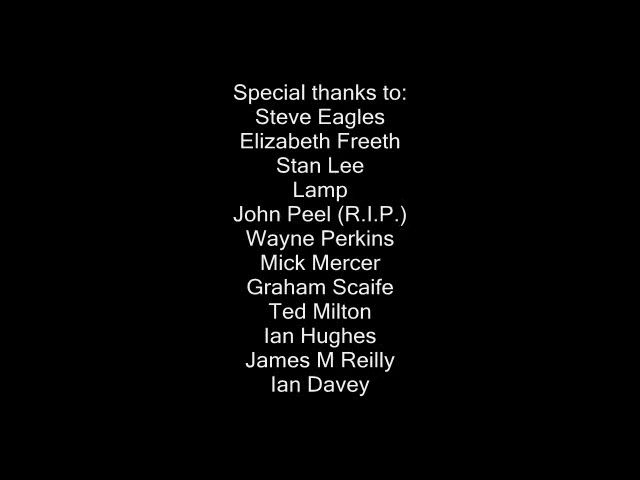 Special thanks to:
Steve Eagles
Elizabeth Freeth
Stan Lee
Lamp
John Peel (R.I.P.)
Wayne Perkins
Mick Mercer
Graham Scaife
Ted Milton
Ian Hughes
James M Reilly
Ian Davey